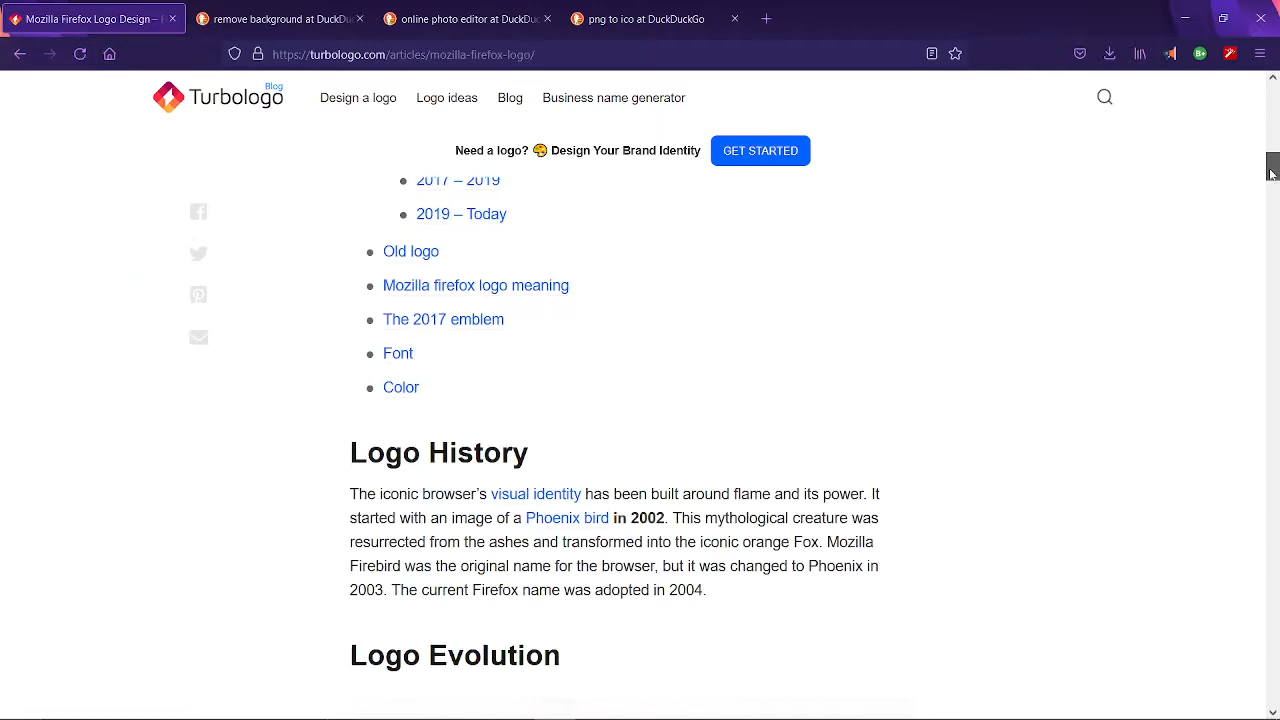 Mozilla Firefox Logo Design – F
remove background at DuckDuc
online photo editor at DuckDuc
png to ico at DuckDuckGo
https://turbologo.com/articles/mozilla-firefox-logo/
Turbologo Blog
Design a logo
Logo ideas
Blog
Business name generator
Need a logo? 🎨 Design Your Brand Identity
GET STARTED
2017 – 2019
2019 – Today
Old logo
Mozilla firefox logo meaning
The 2017 emblem
Font
Color
Logo History
The iconic browser’s visual identity has been built around flame and its power. It
started with an image of a Phoenix bird in 2002. This mythological creature was
resurrected from the ashes and transformed into the iconic orange Fox. Mozilla
Firebird was the original name for the browser, but it was changed to Phoenix in
2003. The current Firefox name was adopted in 2004.
Logo Evolution